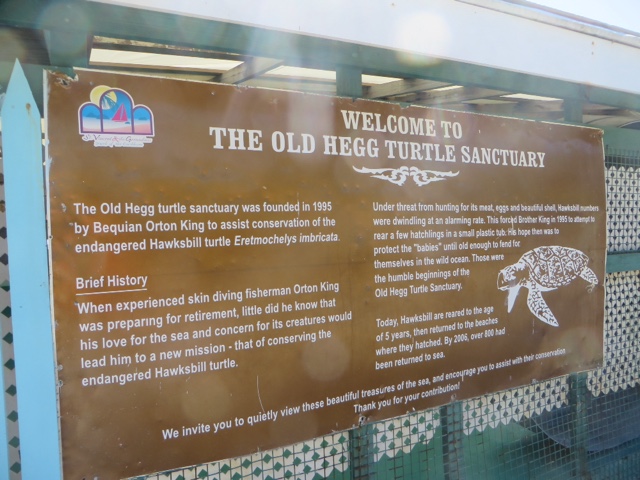 WELCOME TO
THE OLD HEGG TURTLE SANCTUARY
The Old Hegg turtle sanctuary was founded in 1995
by Bequian Orton King to assist conservation of the
endangered Hawksbill turtle Eretmochelys imbricata.
Brief History
When experienced skin diving fisherman Orton King
was preparing for retirement, little did he know that
his love for the sea and concern for its creatures would
lead him to a new mission - that of conserving the
endangered Hawksbill turtle.
Under threat from hunting for its meat, eggs and beautiful shell, Hawksbill numbers
were dwindling at an alarming rate. This forced Brother King in 1995 to attempt to
rear a few hatchlings in a small plastic tub. His hope then was to
protect the "babies" until old enough to fend for
themselves in the wild ocean. Those were
the humble beginnings of the
Old Hegg Turtle Sanctuary.
Today, Hawksbill are reared to the age
of 5 years, then returned to the beaches
where they hatched. By 2006, over 800 had
been returned to sea.
We invite you to quietly view these beautiful treasures of the sea, and encourage you to assist with their conservation
Thank you for your contribution!